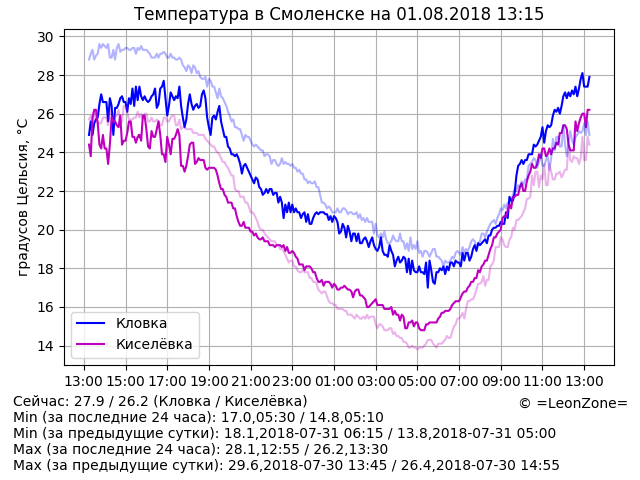 Температура в Смоленске на 01.08.2018 13:15
градусов Цельсия, °C
30
28
26
24
22
20
18
16
14
Кловка
Киселёвка
13:00 15:00 17:00 19:00 21:00 23:00 01:00 03:00 05:00 07:00 09:00 11:00 13:00
Сейчас: 27.9 / 26.2 (Кловка / Киселёвка)
© =LeonZone=
Min (за последние 24 часа): 17.0,05:30 / 14.8,05:10
Min (за предыдущие сутки): 18.1,2018-07-31 06:15 / 13.8,2018-07-31 05:00
Max (за последние 24 часа): 28.1,12:55 / 26.2,13:30
Max (за предыдущие сутки): 29.6,2018-07-30 13:45 / 26.4,2018-07-30 14:55